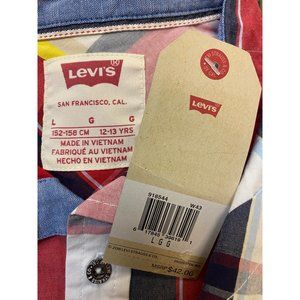 LEVI'S
SAN FRANCISCO, CAL.
L G G
152-158 CM 12-13 YRS
MADE IN VIETNAM
FABRIQUÉ AU VIETNAM
HECHO EN VIETNAM
LEVI'S
918544 W43
L G G
MSRP $42.00